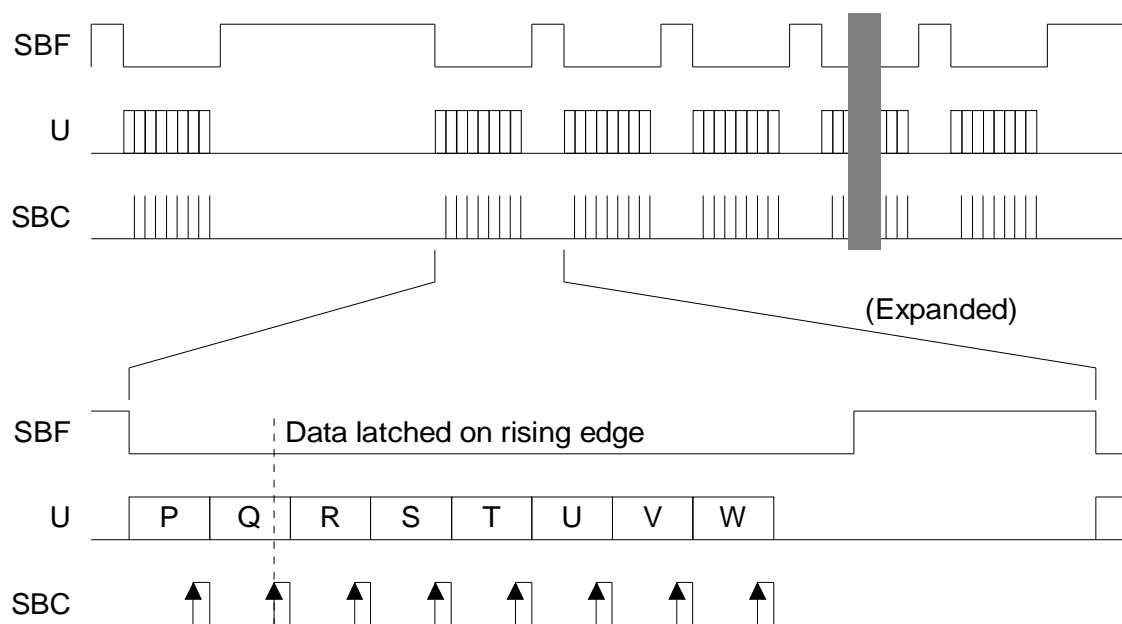 SBF
U
SBC
(Expanded)
SBF
Data latched on rising edge
U P Q R S T U V W
SBC